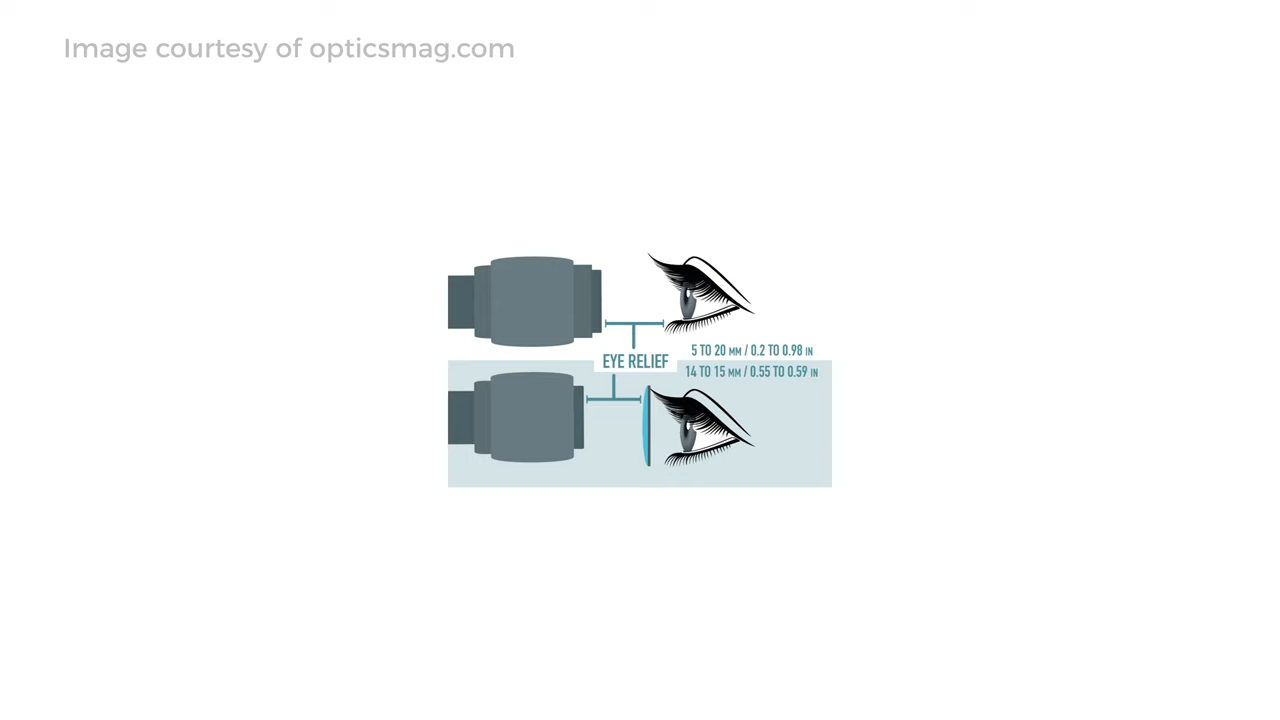 Image courtesy of opticsmag.com
5 TO 20 MM / 0.2 TO 0.98 IN
EYE RELIEF
14 TO 15 MM / 0.55 TO 0.59 IN